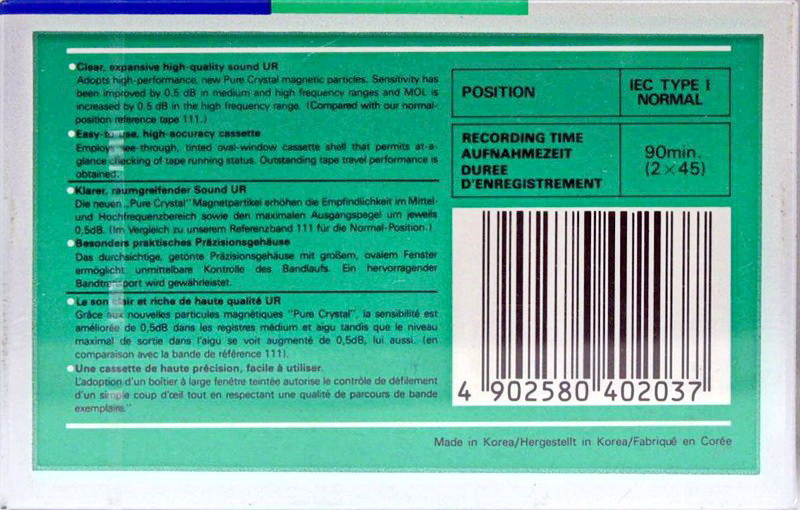 •Clear, expansive high-quality sound UR
Adopts high-performance, new Pure Crystal magnetic particles. Sensitivity has
been improved by 0.5 dB in medium and high frequency ranges and MOL is
increased by 0.5 dB in the high frequency range. (Compared with our normal-
position reference tape 111.)
•Easy-to use, high-accuracy cassette
Employs see-through, tinted oval-window cassette shell that permits at-a-
glance checking of tape running status. Outstanding tape travel performance is
obtained.
•Klarer, raumgreifender Sound UR
Die neuen „Pure Crystal" Magnetpartikel erhöhen die Empfindlichkeit im Mittel-
und Hochfrequenzbereich sowie den maximalen Ausgangspegel um jeweils
0,5dB. (Im Vergleich zu unserem Referenzband 111 für die Normal-Position.)
•Besonders praktisches Präzisionsgehäuse
Das durchsichtige, getönte Präzisionsgehäuse mit großem, ovalem Fenster
ermöglicht unmittelbare Kontrolle des Bandlaufs. Ein hervorragender
Bandtransport wird gewährleistet.
•Le son clair et riche de haute qualité UR
Grâce aux nouvelles particules magnétiques "Pure Crystal", la sensibilité est
améliorée de 0,5dB dans les registres médium et aigu tandis que le niveau
maximal de sortie dans l'aigu se voit augmenté de 0,5dB, lui aussi. (en
comparaison avec la bande de référence 111).
•Une cassette de haute précision, facile à utiliser.
L'adoption d'un boîtier à large fenêtre teintée autorise le contrôle de défilement
d'un simple coup d'œil tout en respectant une qualité de parcours de bande
exemplaire."
POSITION
IEC TYPE I
NORMAL
RECORDING TIME
AUFNAHMEZEIT
DUREE
D'ENREGISTREMENT
90min.
(2×45)
4 902580 402037
Made in Korea/Hergestellt in Korea/Fabriqué en Corée